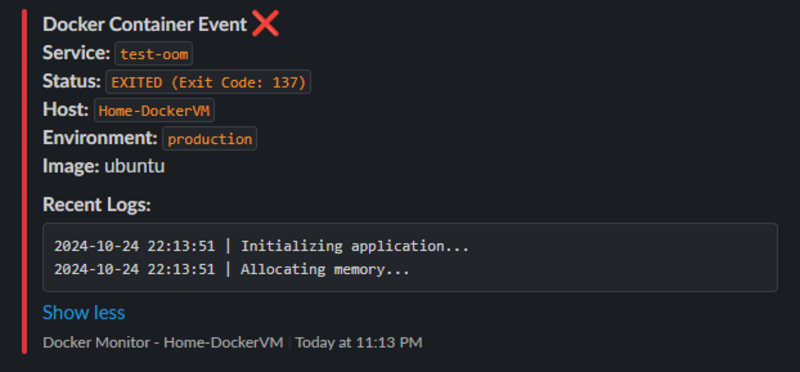 Docker Container Event ❌
Service: test-oom
Status: EXITED (Exit Code: 137)
Host: Home-DockerVM
Environment: production
Image: ubuntu
Recent Logs:
2024-10-24 22:13:51 | Initializing application...
2024-10-24 22:13:51 | Allocating memory...
Show less
Docker Monitor - Home-DockerVM | Today at 11:13 PM